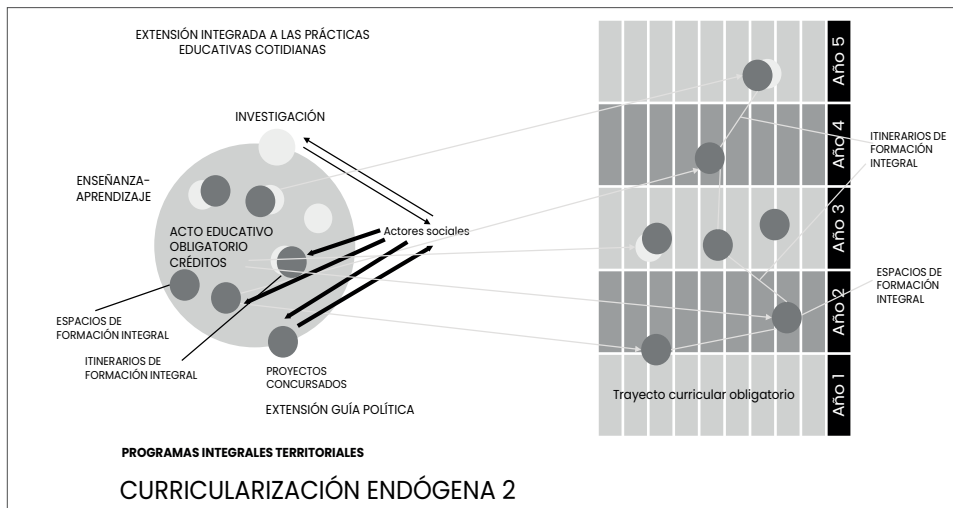 EXTENSIÓN INTEGRADA A LAS PRÁCTICAS
EDUCATIVAS COTIDIANAS
INVESTIGACIÓN
ENSEÑANZA-
APRENDIZAJE
ACTO EDUCATIVO
OBLIGATORIO
CRÉDITOS
Actores sociales
ESPACIOS DE
FORMACIÓN INTEGRAL
ITINERARIOS DE
FORMACIÓN INTEGRAL
PROYECTOS
CONCURSADOS
EXTENSIÓN GUÍA POLÍTICA
PROGRAMAS INTEGRALES TERRITORIALES
CURRICULARIZACIÓN ENDÓGENA 2
Año 5
Año 4
Año 3
Año 2
Año 1
Trayecto curricular obligatorio
ITINERARIOS DE
FORMACIÓN
INTEGRAL
ESPACIOS DE
FORMACIÓN
INTEGRAL